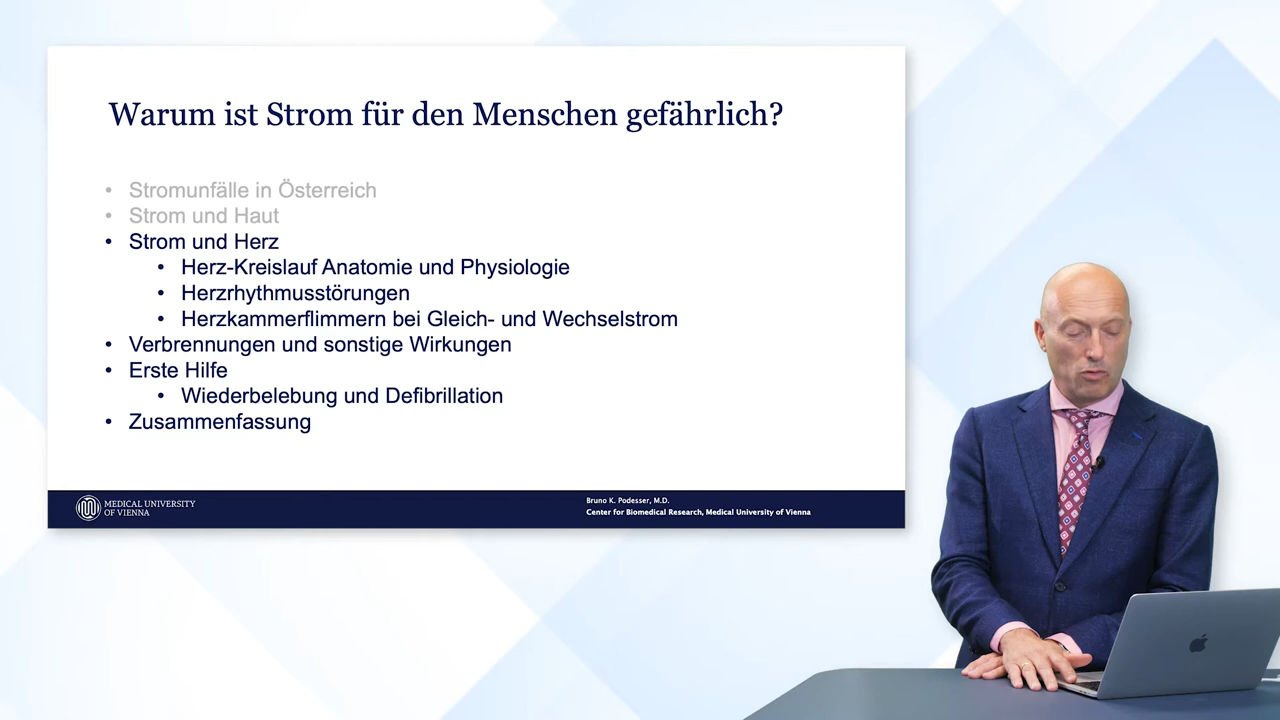 Warum ist Strom für den Menschen gefährlich?
• Stromunfälle in Österreich
• Strom und Haut
• Strom und Herz
• Herz-Kreislauf Anatomie und Physiologie
• Herzrhythmusstörungen
• Herzkammerflimmern bei Gleich- und Wechselstrom
• Verbrennungen und sonstige Wirkungen
• Erste Hilfe
• Wiederbelebung und Defibrillation
• Zusammenfassung
MEDICAL UNIVERSITY
OF VIENNA
Bruno K. Podesser, M.D.
Center for Biomedical Research, Medical University of Vienna